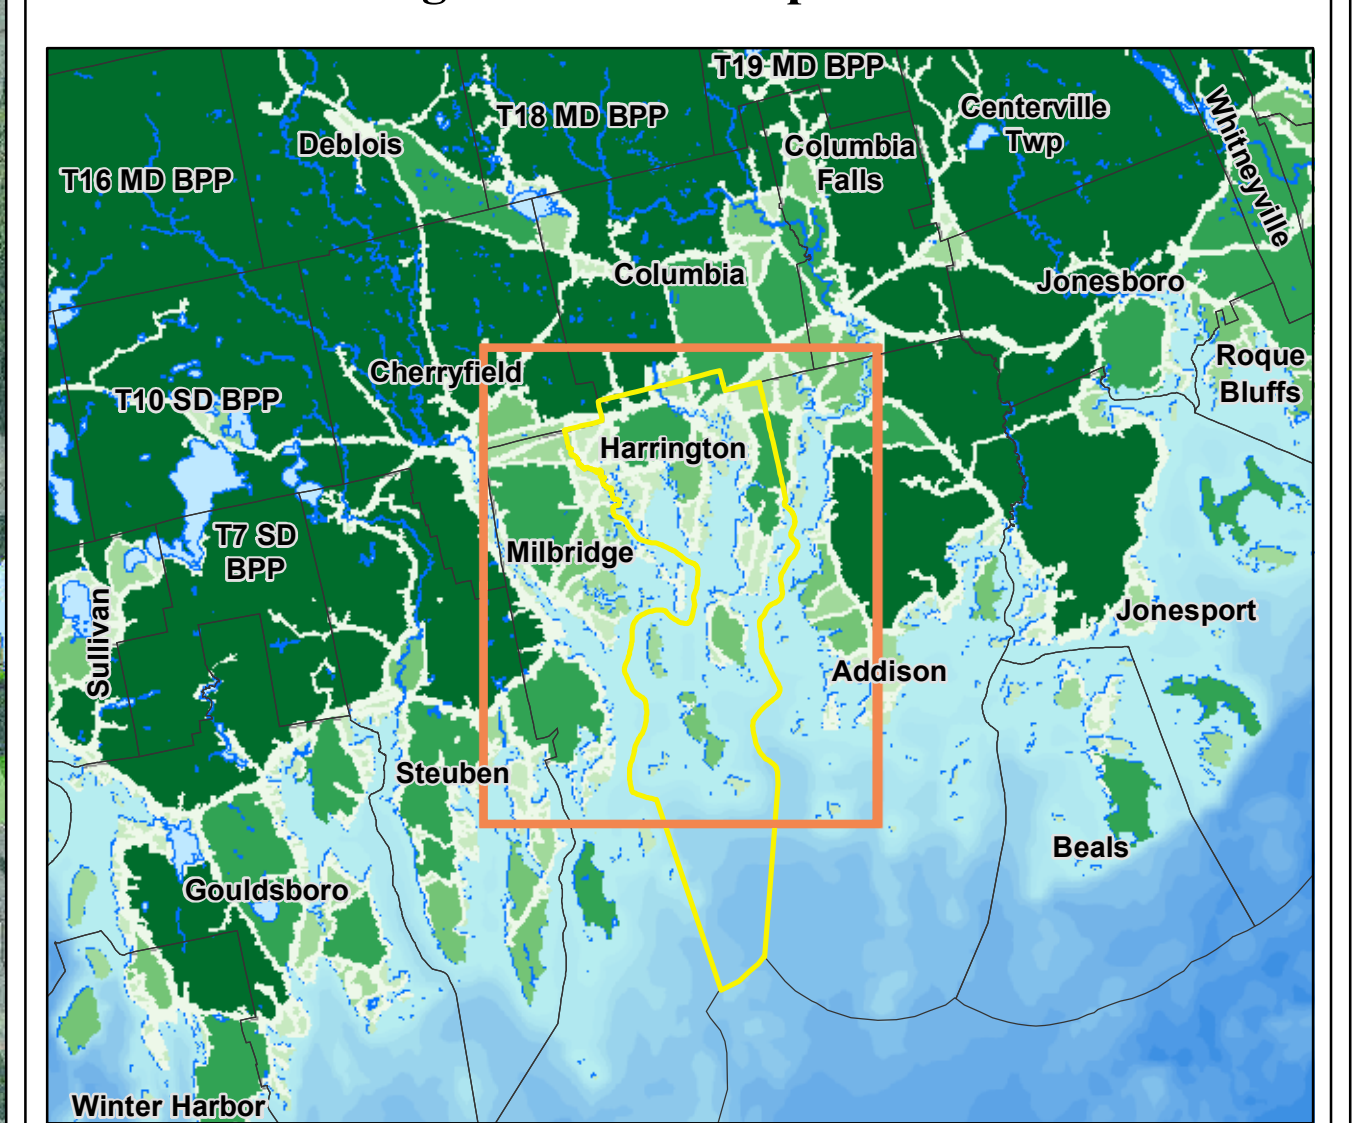 T19 MD BPP
Centerville
Twp
Whitneyville
T18 MD BPP
Deblois
Columbia
Falls
T16 MD BPP
Columbia
Jonesboro
Roque
Bluffs
Cherryfield
T10 SD BPP
Harrington
T7 SD
BPP
Milbridge
Sullivan
Jonesport
Addison
Steuben
Beals
Gouldsboro
Winter Harbor